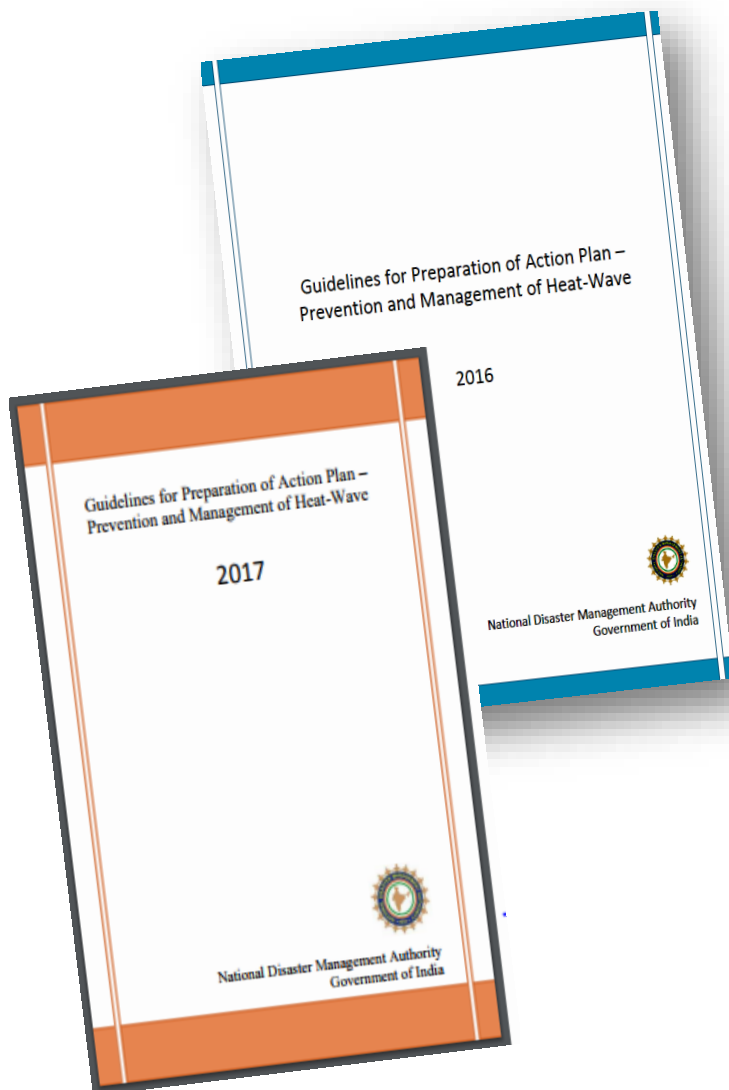 Guidelines for Preparation of Action Plan –
Prevention and Management of Heat-Wave
2016
National Disaster Management Authority
Government of India
Guidelines for Preparation of Action Plan –
Prevention and Management of Heat-Wave
2017
National Disaster Management Authority
Government of India